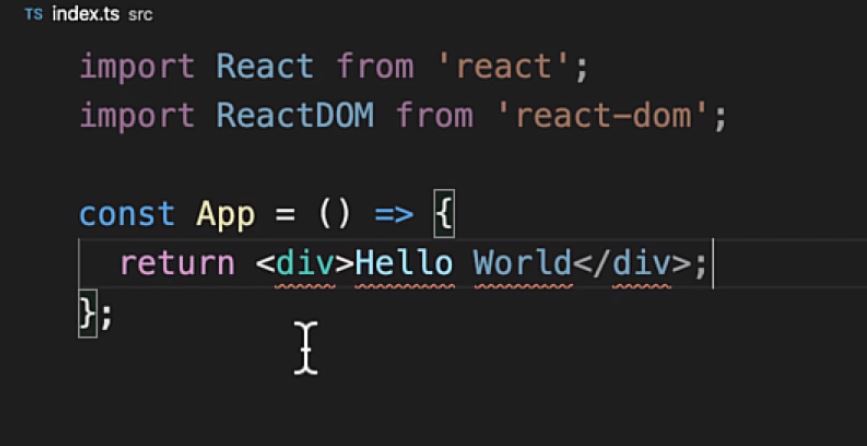 TS index.ts src
import React from 'react';
import ReactDOM from 'react-dom';
const App = () => {
return <div>Hello World</div>;
};